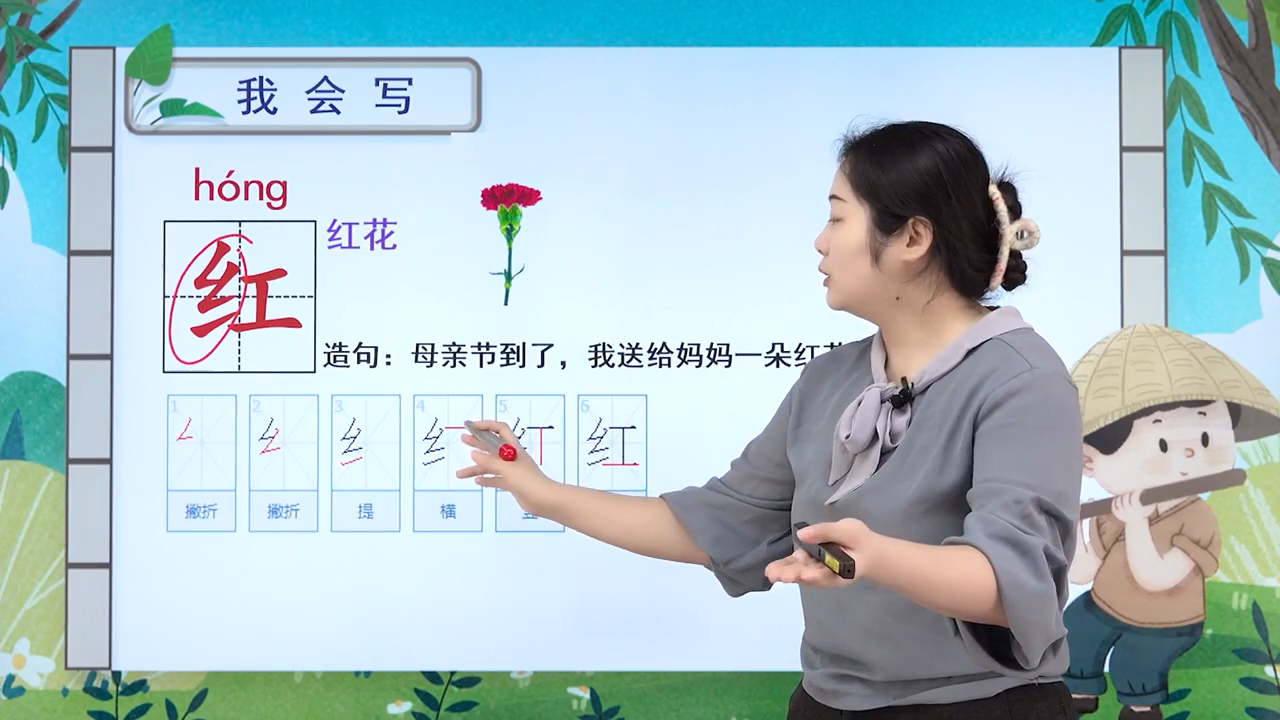 我会写
hóng
红
红花
造句：母亲节到了，我送给妈妈一朵红
1 2 3 4 5 6
红
撇折 撇折 提 横